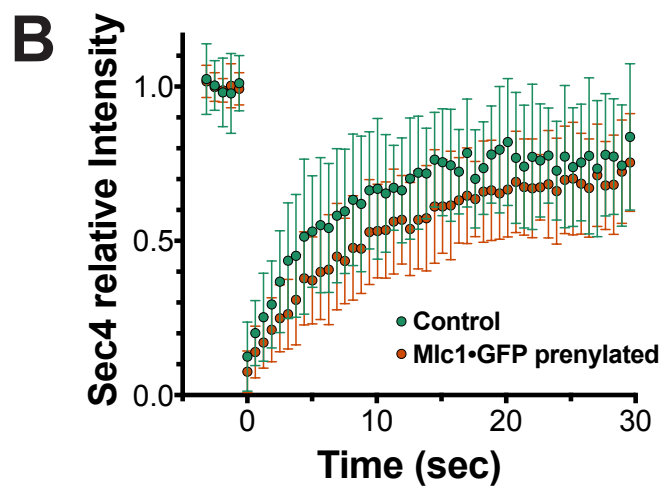 B
Sec4 relative Intensity
1.0
0.5
0.0
Control
Mlc1•GFP prenylated
0 10 20 30
Time (sec)